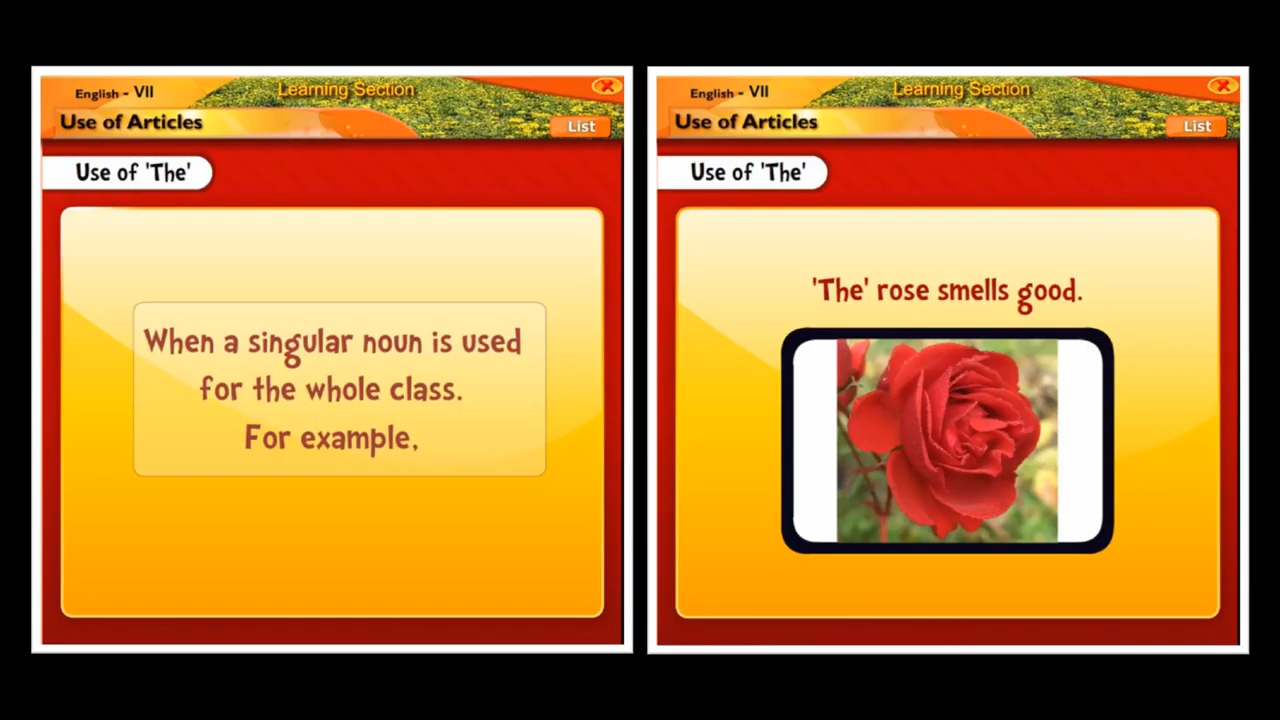 English - VII
Learning Section
Use of Articles
List
Use of 'The'
When a singular noun is used
for the whole class.
For example,
English - VII
Learning Section
Use of Articles
List
Use of 'The'
'The' rose smells good.